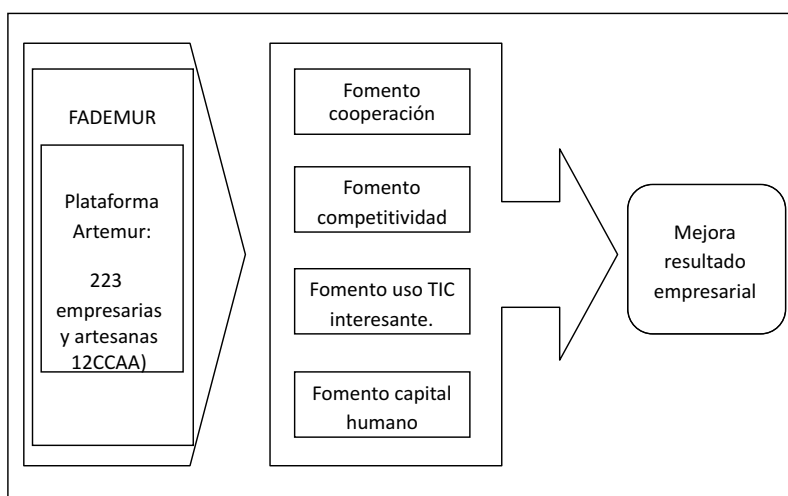 FADEMUR
Plataforma
Artemur:
223
empresarias
y artesanas
12CCAA)
Fomento
cooperación
Fomento
competitividad
Fomento uso TIC
interesante.
Fomento capital
humano
Mejora
resultado
empresarial